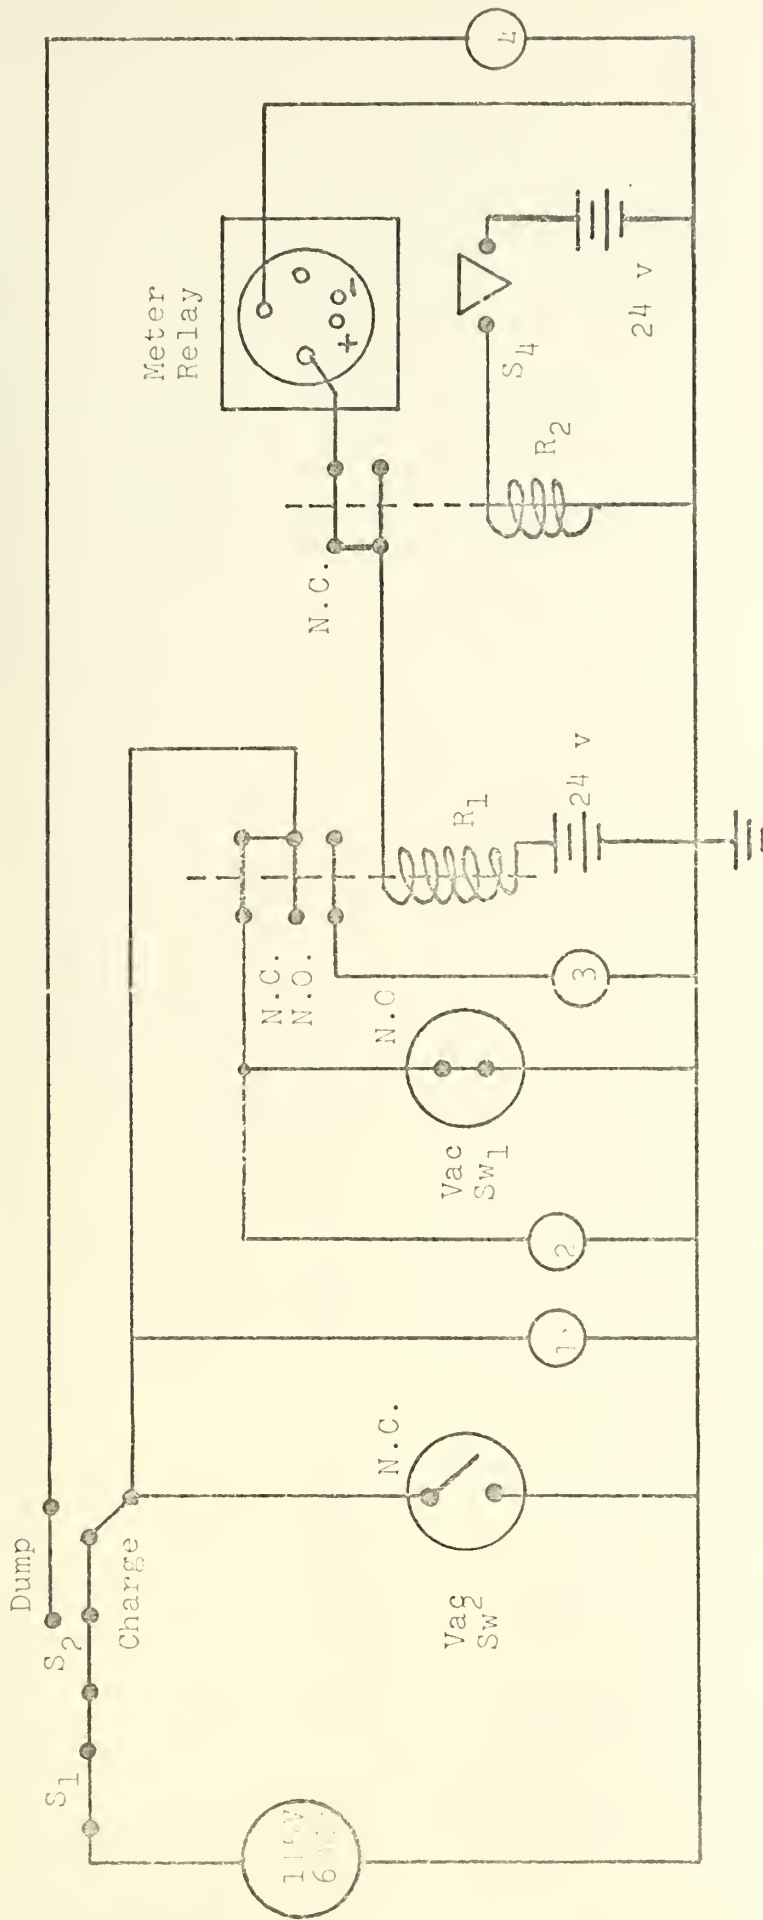 Dump
S2
Charge
S1
N.C.
Vac
Sw2
1
2
Vac
Sw1
N.C.
N.O.
N.O
3
R1
24 v
N.C.
Meter
Relay
+
-
R2
S4
24 v
4